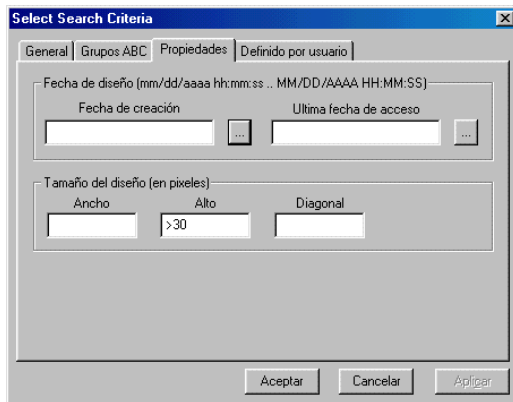 Select Search Criteria
General Grupos ABC Propiedades Definido por usuario
Fecha de diseño (mm/dd/aaaa hh:mm:ss .. MM/DD/AAAA HH:MM:SS)
Fecha de creación Ultima fecha de acceso
... ...
Tamaño del diseño (en pixeles)
Ancho Alto Diagonal
>30
Aceptar Cancelar Aplicar